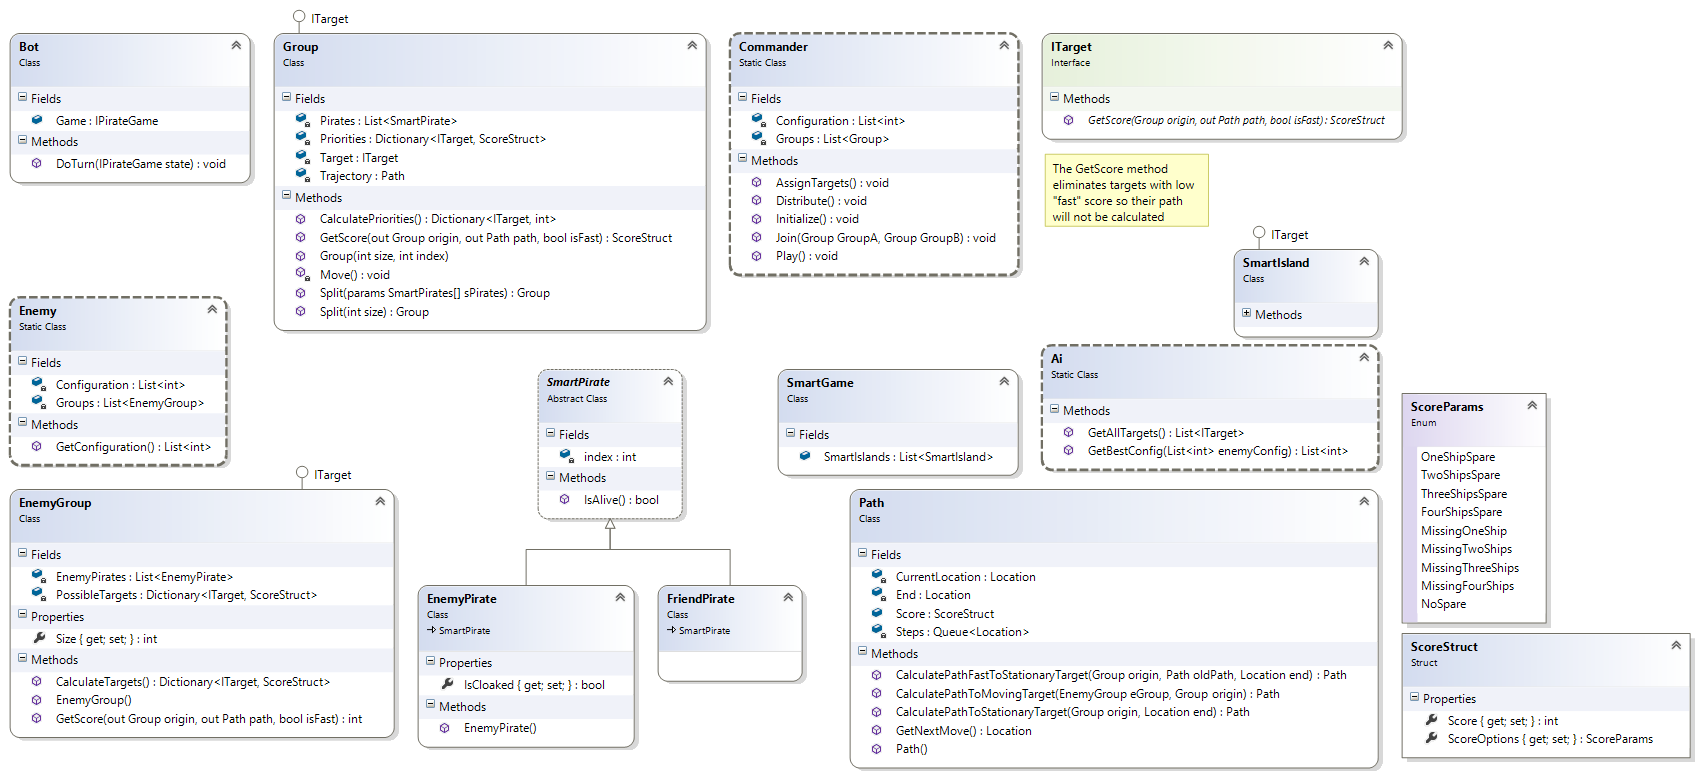 ITarget
Bot
Class
Fields
Game : IPirateGame
Methods
DoTurn(IPirateGame state) : void
Group
Class
Fields
Pirates : List<SmartPirate>
Priorities : Dictionary<ITarget, ScoreStruct>
Target : ITarget
Trajectory : Path
Methods
CalculatePriorities() : Dictionary<ITarget, int>
GetScore(out Group origin, out Path path, bool isFast) : ScoreStruct
Group(int size, int index)
Move() : void
Split(params SmartPirates[] sPirates) : Group
Split(int size) : Group
Commander
Static Class
Fields
Configuration : List<int>
Groups : List<Group>
Methods
AssignTargets() : void
Distribute() : void
Initialize() : void
Join(Group GroupA, Group GroupB) : void
Play() : void
ITarget
Interface
Methods
GetScore(Group origin, out Path path, bool isFast) : ScoreStruct
The GetScore method
eliminates targets with low
"fast" score so their path
will not be calculated
ITarget
SmartIsland
Class
Methods
Enemy
Static Class
Fields
Configuration : List<int>
Groups : List<EnemyGroup>
Methods
GetConfiguration() : List<int>
SmartPirate
Abstract Class
Fields
index : int
Methods
IsAlive() : bool
SmartGame
Class
Fields
SmartIslands : List<SmartIsland>
Ai
Static Class
Methods
GetAllTargets() : List<ITarget>
GetBestConfig(List<int> enemyConfig) : List<int>
ScoreParams
Enum
OneShipSpare
TwoShipsSpare
ThreeShipsSpare
FourShipsSpare
MissingOneShip
MissingTwoShips
MissingThreeShips
MissingFourShips
NoSpare
ITarget
EnemyGroup
Class
Fields
EnemyPirates : List<EnemyPirate>
PossibleTargets : Dictionary<ITarget, ScoreStruct>
Properties
Size { get; set; } : int
Methods
CalculateTargets() : Dictionary<ITarget, ScoreStruct>
EnemyGroup()
GetScore(out Group origin, out Path path, bool isFast) : int
EnemyPirate
Class
SmartPirate
Properties
IsCloaked { get; set; } : bool
Methods
EnemyPirate()
FriendPirate
Class
SmartPirate
Path
Class
Fields
CurrentLocation : Location
End : Location
Score : ScoreStruct
Steps : Queue<Location>
Methods
CalculatePathFastToStationaryTarget(Group origin, Path oldPath, Location end) : Path
CalculatePathToMovingTarget(EnemyGroup eGroup, Group origin) : Path
CalculatePathToStationaryTarget(Group origin, Location end) : Path
GetNextMove() : Location
Path()
ScoreStruct
Struct
Properties
Score { get; set; } : int
ScoreOptions { get; set; } : ScoreParams